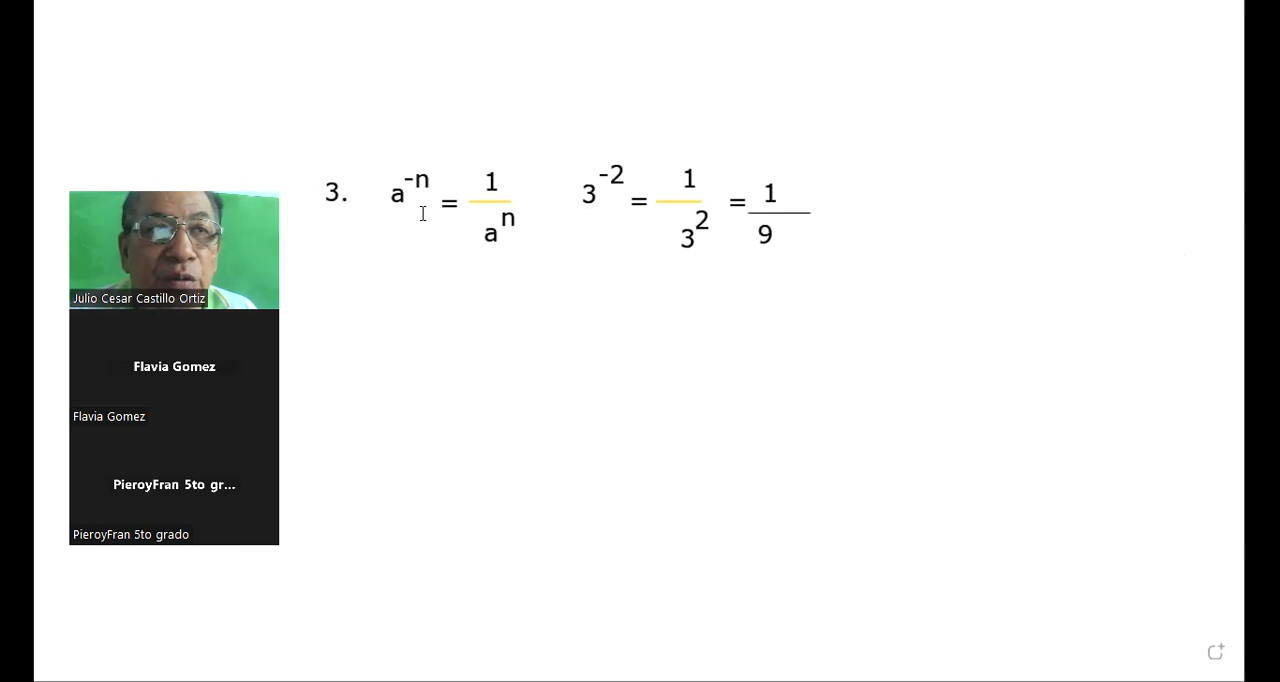 3. a^-n = 1/a^n 3^-2 = 1/3^2 = 1/9
Julio Cesar Castillo Ortiz
Flavia Gomez
Flavia Gomez
PieroyFran 5to gr...
PieroyFran 5to grado